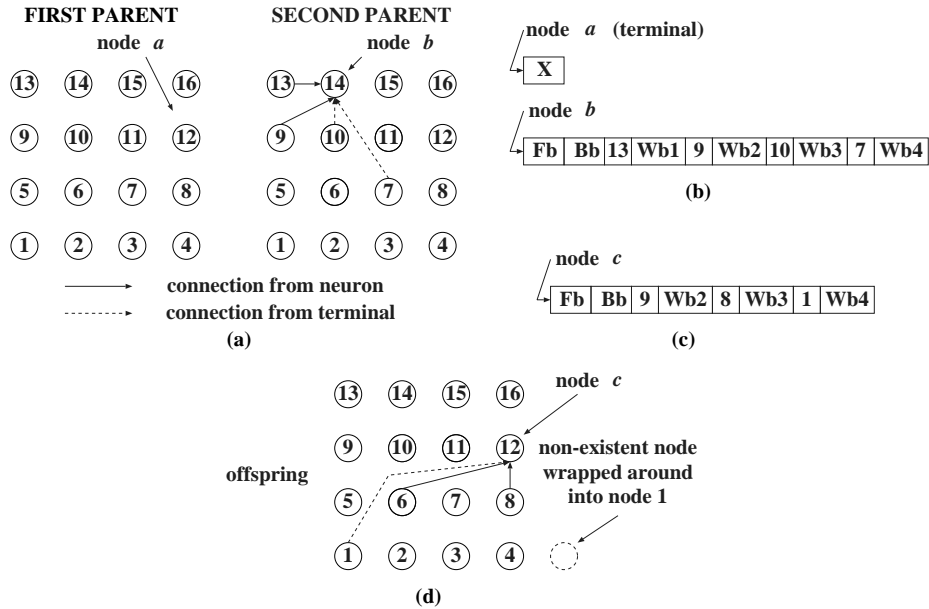 FIRST PARENT
node a
13 14 15 16
9 10 11 12
5 6 7 8
1 2 3 4
SECOND PARENT
node b
13 14 15 16
9 10 11 12
5 6 7 8
1 2 3 4
connection from neuron
connection from terminal
(a)
node a (terminal)
X
node b
Fb Bb 13 Wb1 9 Wb2 10 Wb3 7 Wb4
(b)
node c
Fb Bb 9 Wb2 8 Wb3 1 Wb4
(c)
offspring
13 14 15 16
9 10 11 12
5 6 7 8
1 2 3 4
node c
non-existent node
wrapped around
into node 1
(d)